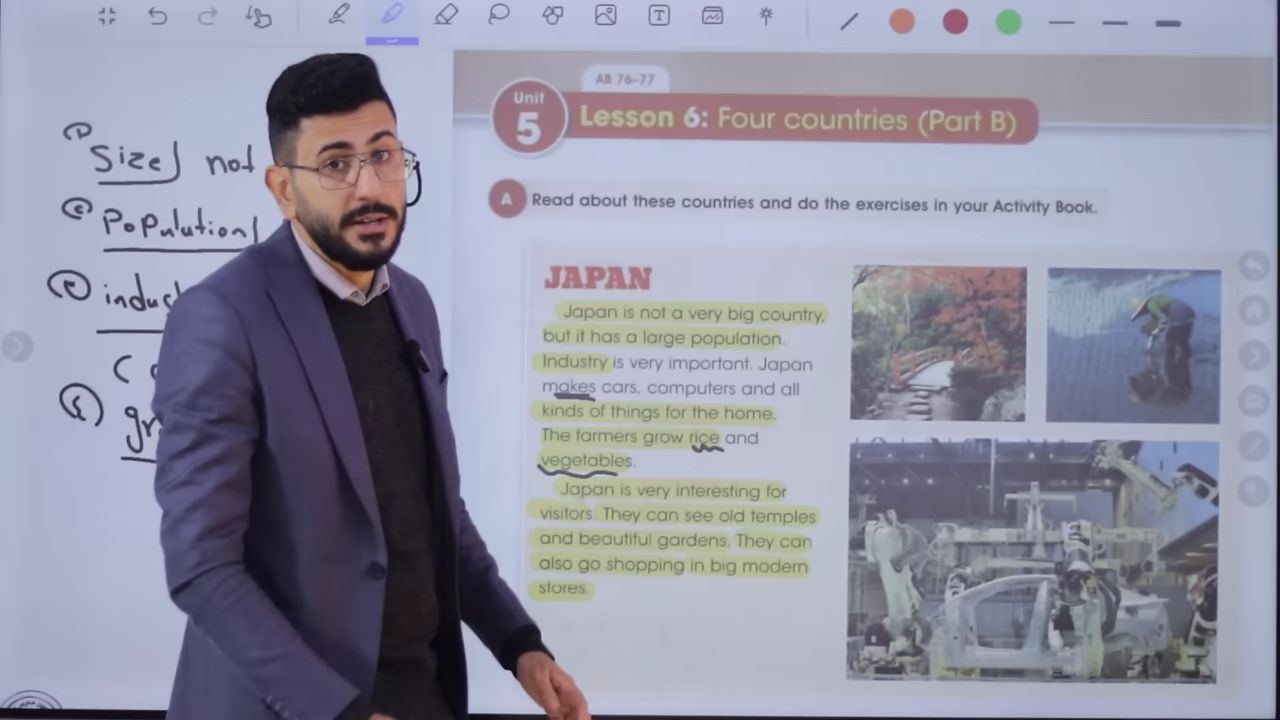 AB 76-77
Unit
5
Lesson 6: Four countries (Part B)
A Read about these countries and do the exercises in your Activity Book.
JAPAN
Japan is not a very big country,
but it has a large population.
Industry is very important. Japan
makes cars, computers and all
kinds of things for the home.
The farmers grow rice and
vegetables.
Japan is very interesting for
visitors. They can see old temples
and beautiful gardens. They can
also go shopping in big modern
stores.
١ Size not
٢ Population
٣
٤